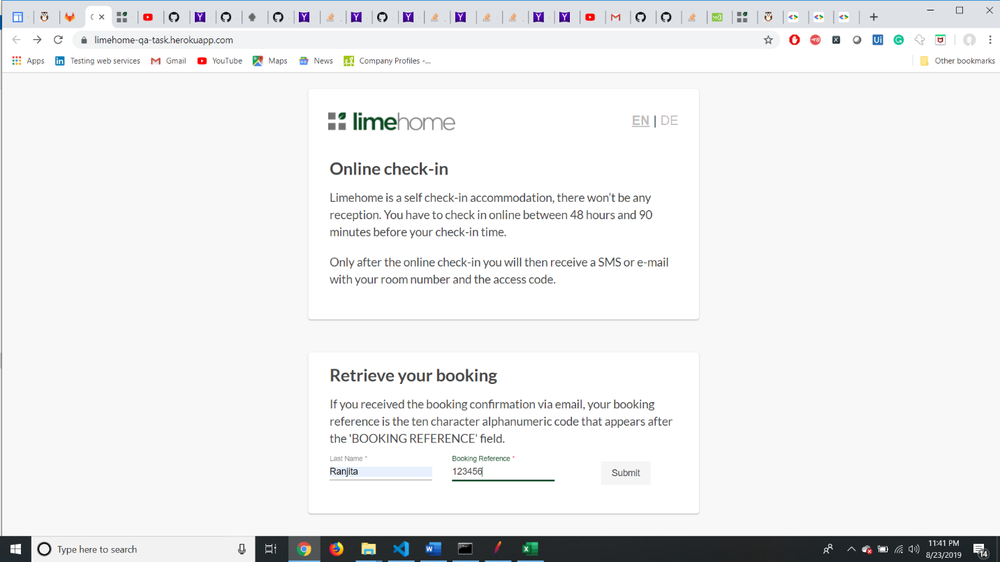 limehome-qa-task.herokuapp.com
Apps
Testing web services
Gmail
YouTube
Maps
News
Company Profiles -...
Other bookmarks
limehome
EN | DE
Online check-in
Limehome is a self check-in accommodation, there won't be any
reception. You have to check in online between 48 hours and 90
minutes before your check-in time.
Only after the online check-in you will then receive a SMS or e-mail
with your room number and the access code.
Retrieve your booking
If you received the booking confirmation via email, your booking
reference is the ten character alphanumeric code that appears after
the 'BOOKING REFERENCE' field.
Last Name *
Booking Reference *
Ranjita
123456
Submit
Type here to search
11:41 PM
8/23/2019
14